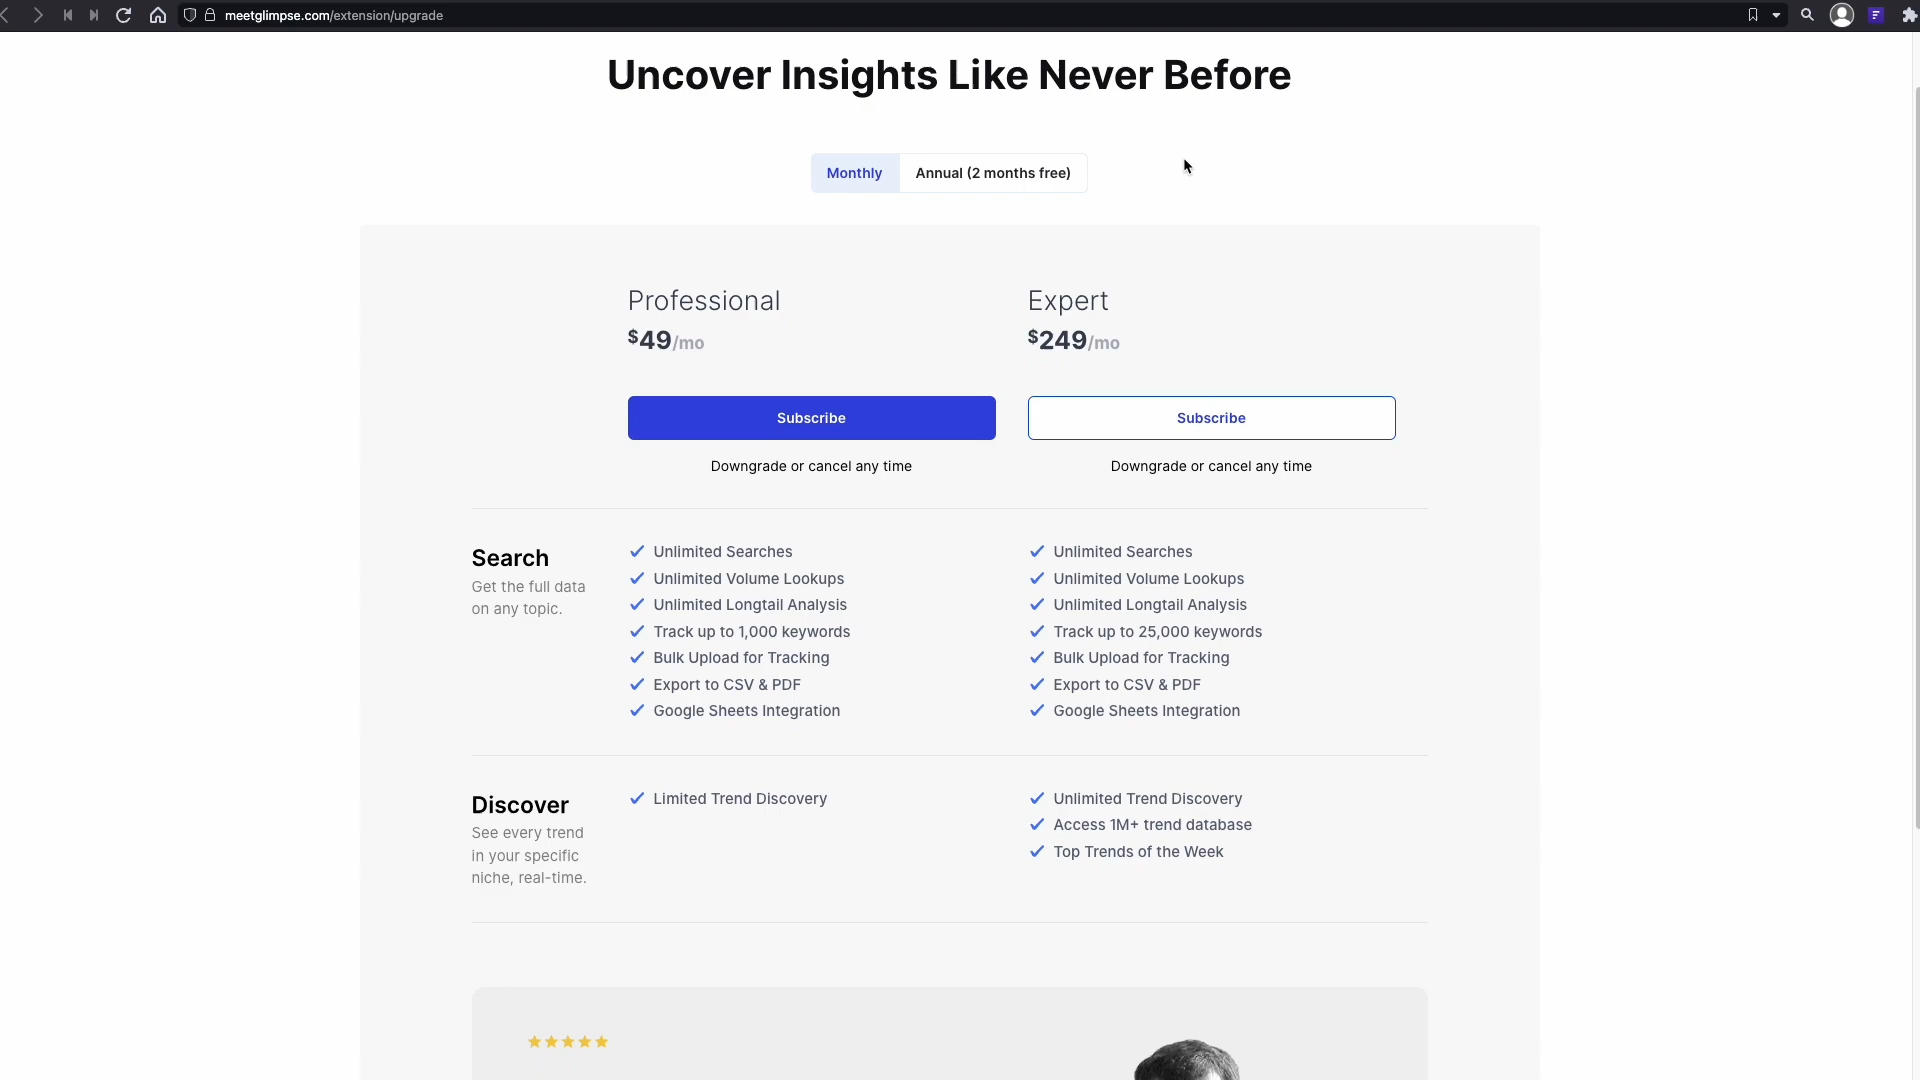 meetglimpse.com/extension/upgrade
Uncover Insights Like Never Before
Monthly
Annual (2 months free)
Professional
$49/mo
Subscribe
Downgrade or cancel any time
Expert
$249/mo
Subscribe
Downgrade or cancel any time
Search
Get the full data
on any topic.
Unlimited Searches
Unlimited Volume Lookups
Unlimited Longtail Analysis
Track up to 1,000 keywords
Bulk Upload for Tracking
Export to CSV & PDF
Google Sheets Integration
Unlimited Searches
Unlimited Volume Lookups
Unlimited Longtail Analysis
Track up to 25,000 keywords
Bulk Upload for Tracking
Export to CSV & PDF
Google Sheets Integration
Discover
See every trend
in your specific
niche, real-time.
Limited Trend Discovery
Unlimited Trend Discovery
Access 1M+ trend database
Top Trends of the Week